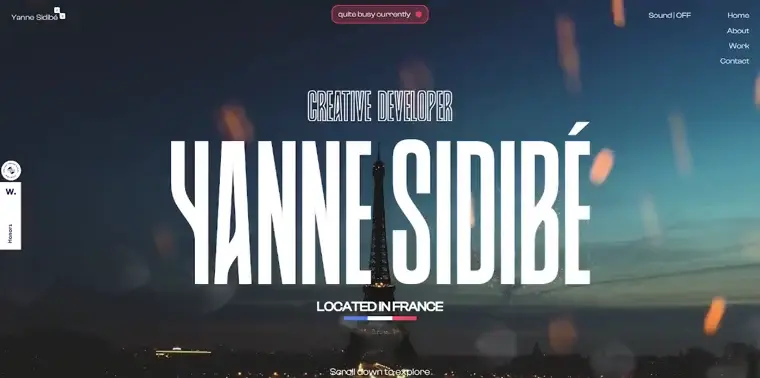 Yanne Sidibé
quite busy currently
Sound | OFF
Home
About
Work
Contact
CREATIVE DEVELOPER
YANNE SIDIBÉ
W.
Honors
LOCATED IN FRANCE
Scroll down to explore